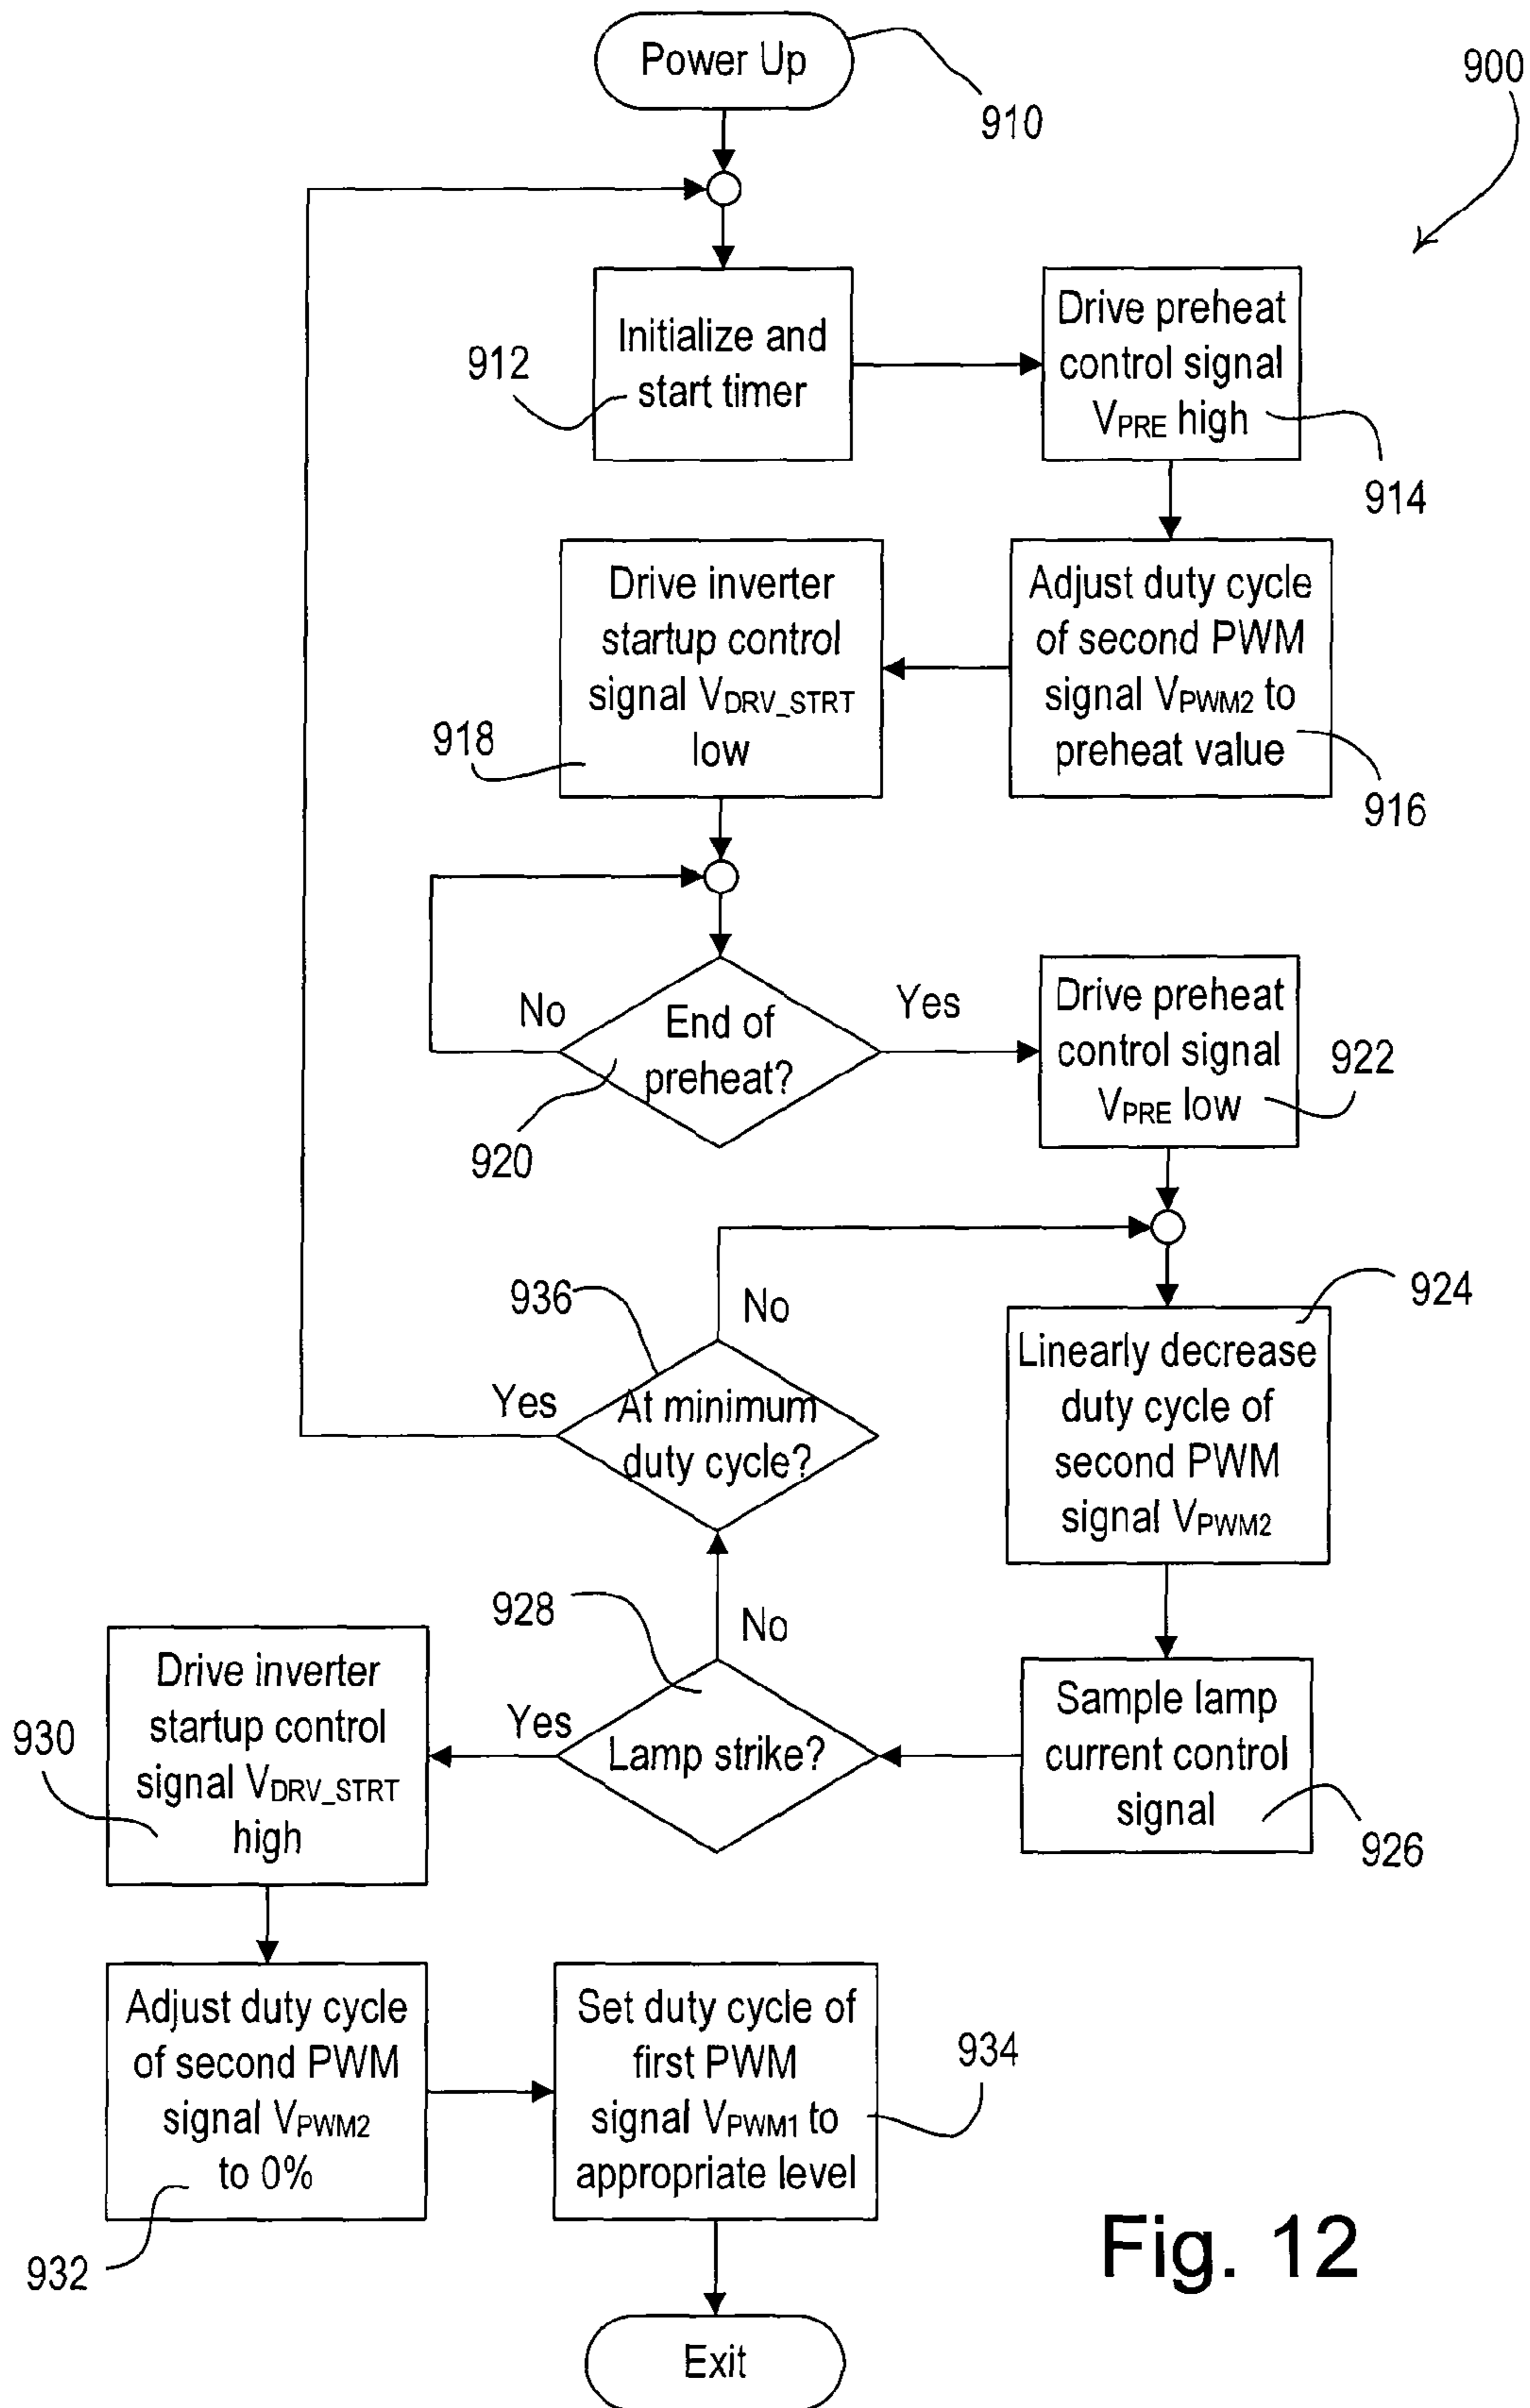 Power Up
910
900
Initialize and
start timer
912
Drive preheat
control signal
VPRE high
914
Adjust duty cycle
of second PWM
signal VPWM2 to
preheat value
916
Drive inverter
startup control
signal VDRV_STRT
low
918
End of
preheat?
No
Yes
920
Drive preheat
control signal
VPRE low
922
Linearly decrease
duty cycle of
second PWM
signal VPWM2
924
Sample lamp
current control
signal
926
Lamp strike?
928
No
Yes
At minimum
duty cycle?
936
No
Yes
Drive inverter
startup control
signal VDRV_STRT
high
930
Adjust duty cycle
of second PWM
signal VPWM2
to 0%
932
Set duty cycle of
first PWM
signal VPWM1 to
appropriate level
934
Exit
Fig. 12